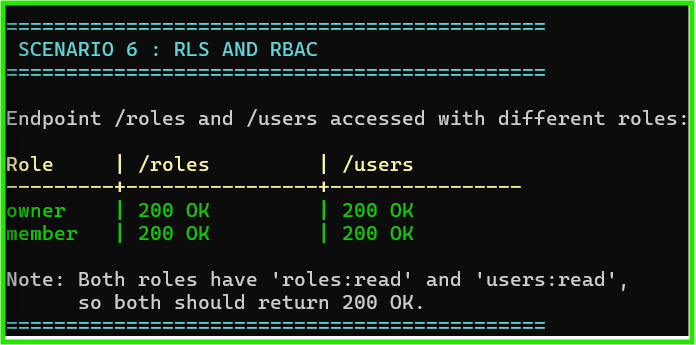 =============================================
SCENARIO 6 : RLS AND RBAC
=============================================
Endpoint /roles and /users accessed with different roles:
Role     | /roles         | /users
---------+----------------+----------------
owner    | 200 OK         | 200 OK
member   | 200 OK         | 200 OK
Note: Both roles have 'roles:read' and 'users:read',
      so both should return 200 OK.
=============================================